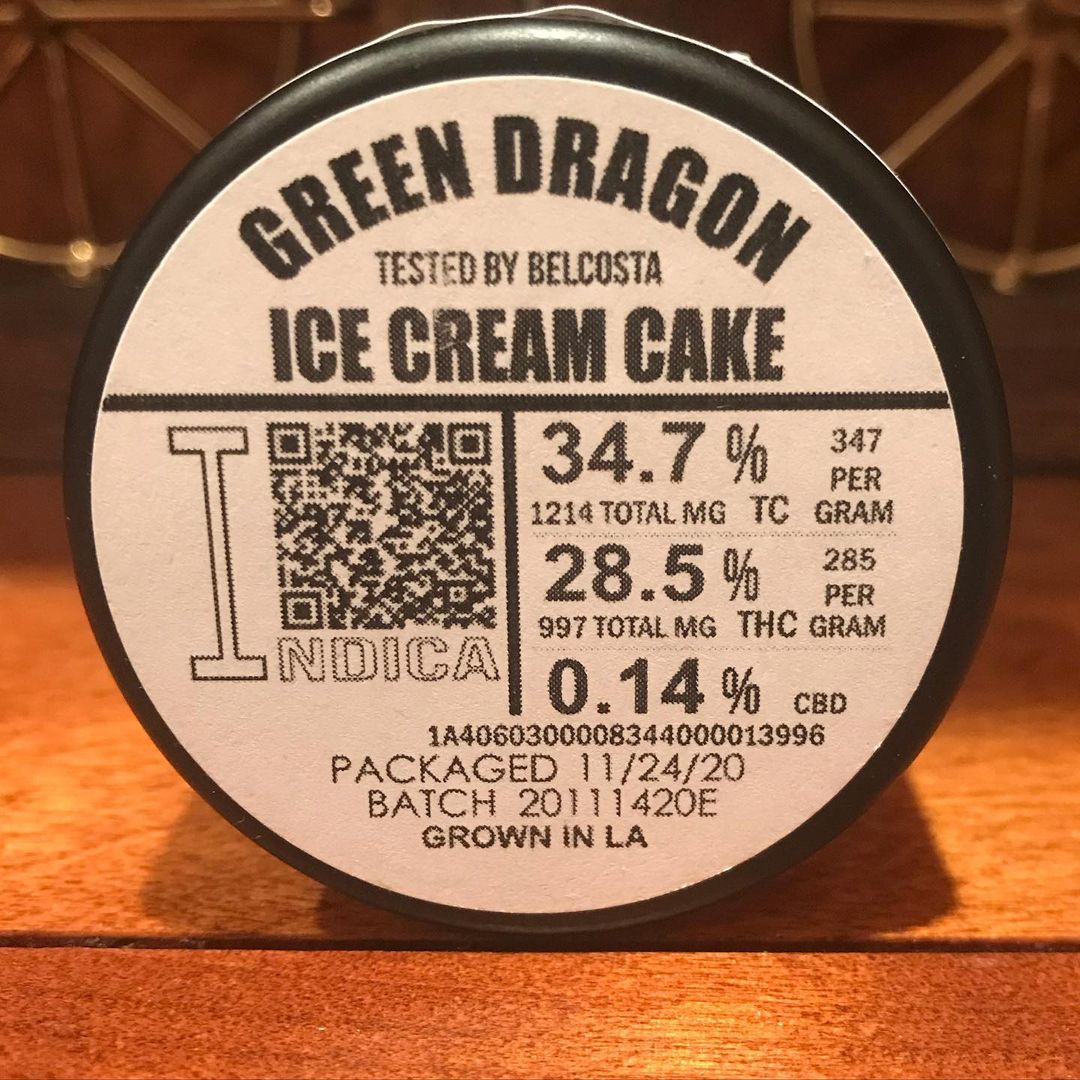 GREEN DRAGON
TESTED BY BELCOSTA
ICE CREAM CAKE
INDICA
34.7 % 347 PER GRAM
1214 TOTAL MG TC
28.5 % 285 PER GRAM
997 TOTAL MG THC
0.14 % CBD
1A4060300008344000013996
PACKAGED 11/24/20
BATCH 20111420E
GROWN IN LA